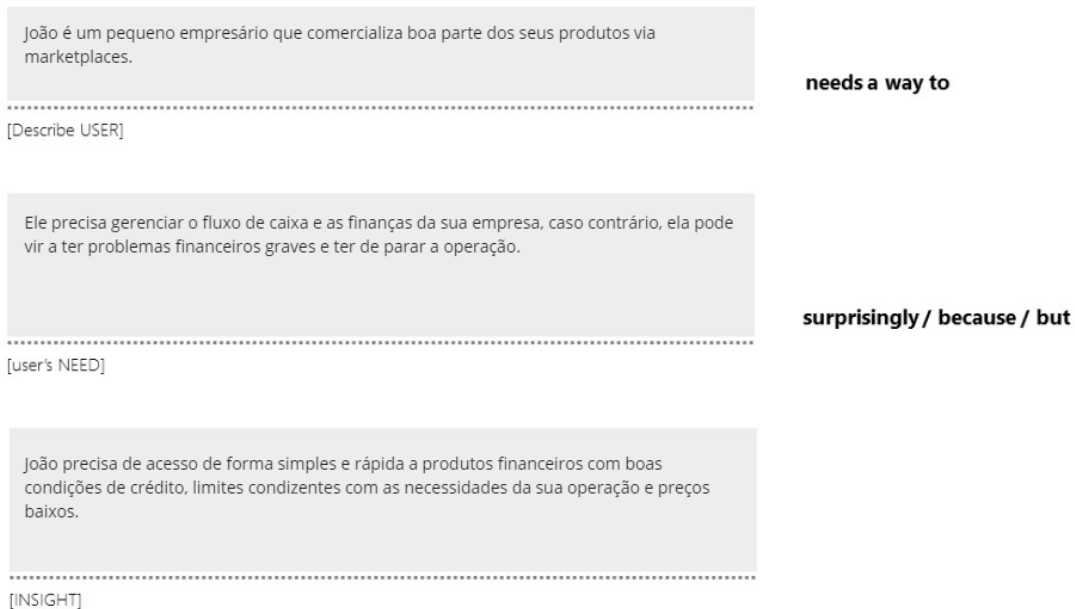 João é um pequeno empresário que comercializa boa parte dos seus produtos via
marketplaces.
needs a way to
[Describe USER]
Ele precisa gerenciar o fluxo de caixa e as finanças da sua empresa, caso contrário, ela pode
vir a ter problemas financeiros graves e ter de parar a operação.
surprisingly / because / but
[user's NEED]
João precisa de acesso de forma simples e rápida a produtos financeiros com boas
condições de crédito, limites condizentes com as necessidades da sua operação e preços
baixos.
[INSIGHT]